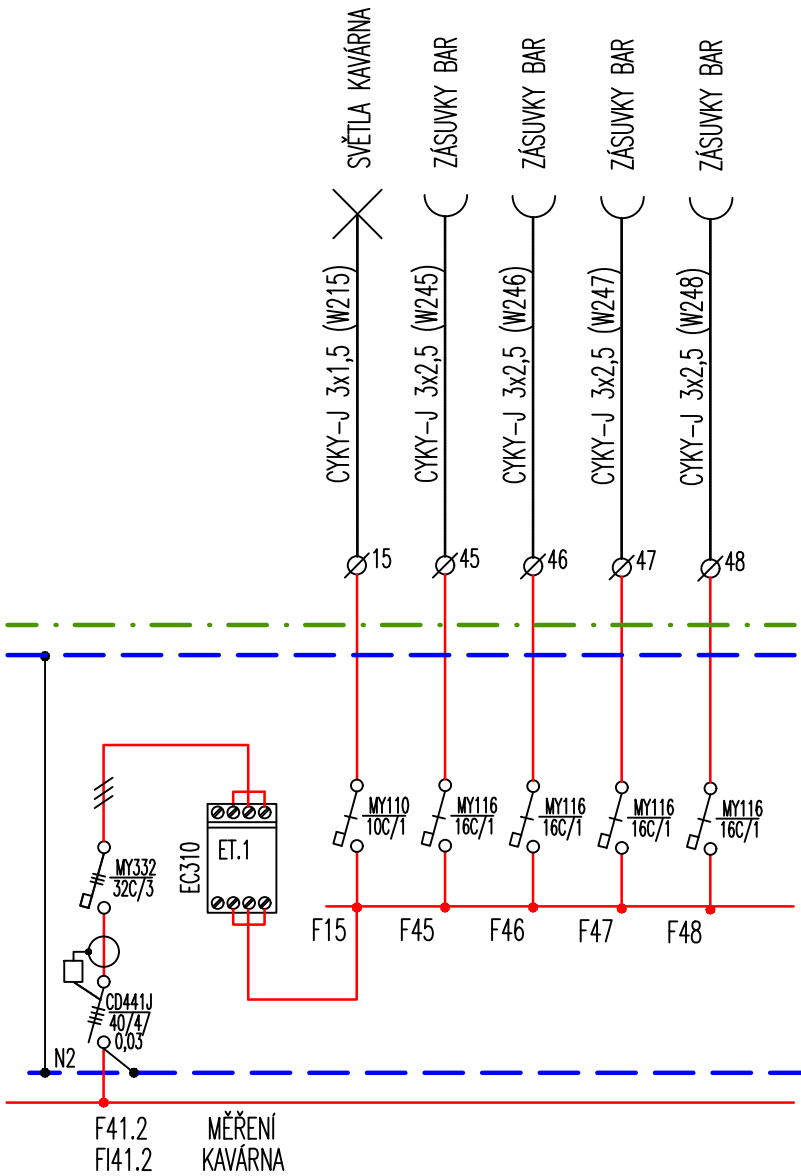 SVĚTLA KAVÁRNA
ZÁSUVKY BAR
ZÁSUVKY BAR
ZÁSUVKY BAR
ZÁSUVKY BAR
CYKY-J 3x1,5 (W215)
CYKY-J 3x2,5 (W245)
CYKY-J 3x2,5 (W246)
CYKY-J 3x2,5 (W247)
CYKY-J 3x2,5 (W248)
15
45
46
47
48
MY110
10C/1
MY116
16C/1
MY116
16C/1
MY116
16C/1
MY116
16C/1
EC310
ET.1
MY332
32C/3
F15
F45
F46
F47
F48
CD441J
40/4/
0,03
N2
F41.2
FI41.2
MĚŘENÍ
KAVÁRNA